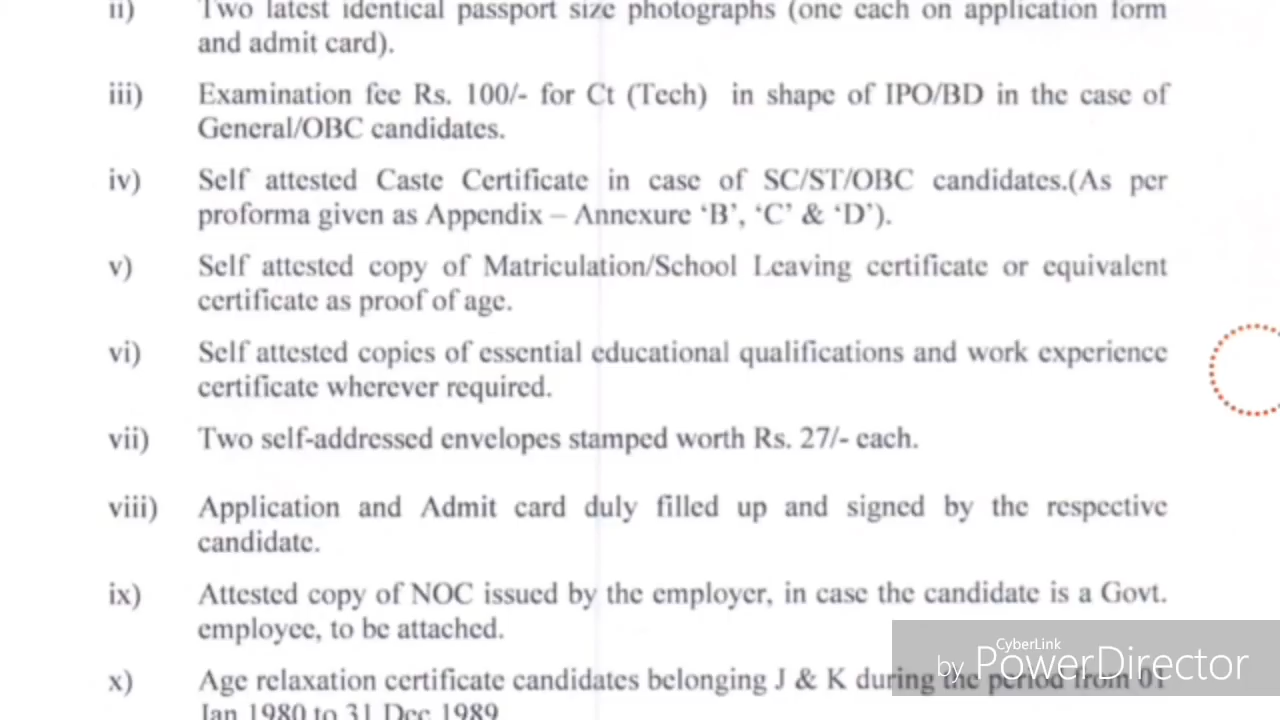 ii) Two latest identical passport size photographs (one each on application form
and admit card).
iii) Examination fee Rs. 100/- for Ct (Tech) in shape of IPO/BD in the case of
General/OBC candidates.
iv) Self attested Caste Certificate in case of SC/ST/OBC candidates.(As per
proforma given as Appendix – Annexure ‘B’, ‘C’ & ‘D’).
v) Self attested copy of Matriculation/School Leaving certificate or equivalent
certificate as proof of age.
vi) Self attested copies of essential educational qualifications and work experience
certificate wherever required.
vii) Two self-addressed envelopes stamped worth Rs. 27/- each.
viii) Application and Admit card duly filled up and signed by the respective
candidate.
ix) Attested copy of NOC issued by the employer, in case the candidate is a Govt.
employee, to be attached.
x) Age relaxation certificate candidates belonging J & K during the period from 01
Jan 1980 to 31 Dec 1989
CyberLink
by PowerDirector